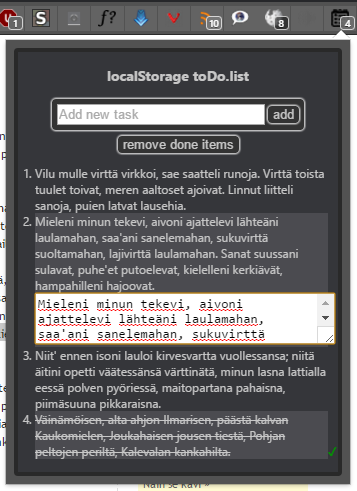 1 S f? 10 8 4
localStorage toDo.list
Add new task add
remove done items
1. Vilu mulle virttä virkkoi, sae saatteli runoja. Virttä toista
tuulet toivat, meren aaltoset ajoivat. Linnut liitteli
sanoja, puien latvat lausehia.
2. Mieleni minun tekevi, aivoni ajattelevi lähteäni
laulamahan, saa'ani sanelemahan, sukuvirttä
suoltamahan, lajivirttä laulamahan. Sanat suussani
sulavat, puhe'et putoelevat, kielelleni kerkiävät,
hampahilleni hajoovat.
Mieleni minun tekevi, aivoni
ajattelevi lähteäni laulamahan,
saa'ani sanelemahan, sukuvirttä
3. Niit' ennen isoni lauloi kirvesvartta vuollessansa; niitä
äitini opetti väätessänsä värttinätä, minun lasna lattialla
eessä polven pyöriessä, maitopartana pahaisna,
piimäsuuna pikkaraisna.
4. Väinämöisen, alta ahjon Ilmarisen, päästä kalvan
Kaukomielen, Joukahaisen jousen tiestä, Pohjan
peltojen periltä, Kalevalan kankahilta.